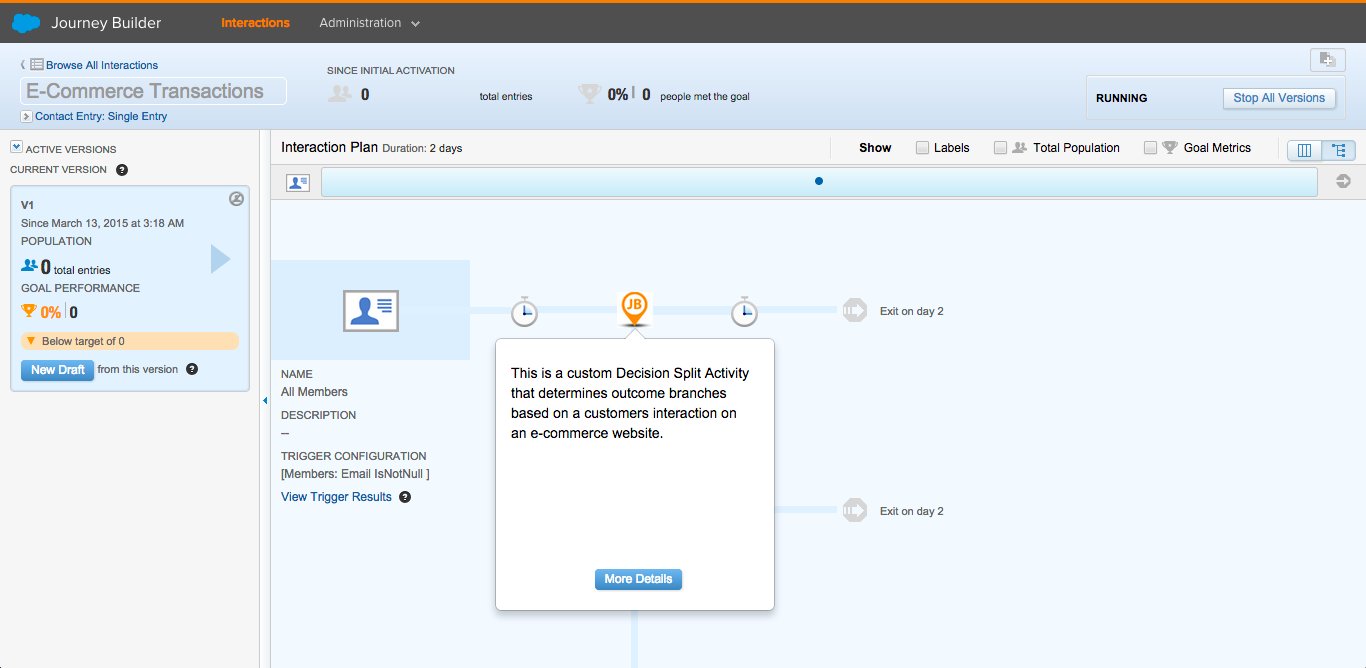 Journey Builder
Interactions
Administration
Browse All Interactions
E-Commerce Transactions
Contact Entry: Single Entry
SINCE INITIAL ACTIVATION
0 total entries
0% 0 people met the goal
RUNNING
Stop All Versions
ACTIVE VERSIONS
CURRENT VERSION ?
V1
Since March 13, 2015 at 3:18 AM
POPULATION
0 total entries
GOAL PERFORMANCE
0% 0
Below target of 0
New Draft from this version ?
Interaction Plan Duration: 2 days
Show
Labels
Total Population
Goal Metrics
JB
Exit on day 2
NAME
All Members
DESCRIPTION
--
TRIGGER CONFIGURATION
[Members: Email IsNotNull ]
View Trigger Results ?
This is a custom Decision Split Activity
that determines outcome branches
based on a customers interaction on
an e-commerce website.
More Details
Exit on day 2